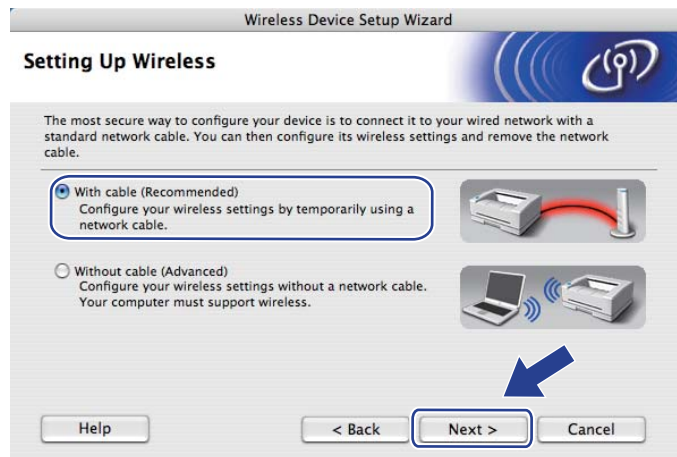 Wireless Device Setup Wizard
Setting Up Wireless
The most secure way to configure your device is to connect it to your wired network with a
standard network cable. You can then configure its wireless settings and remove the network
cable.
With cable (Recommended)
Configure your wireless settings by temporarily using a
network cable.
Without cable (Advanced)
Configure your wireless settings without a network cable.
Your computer must support wireless.
Help
< Back
Next >
Cancel